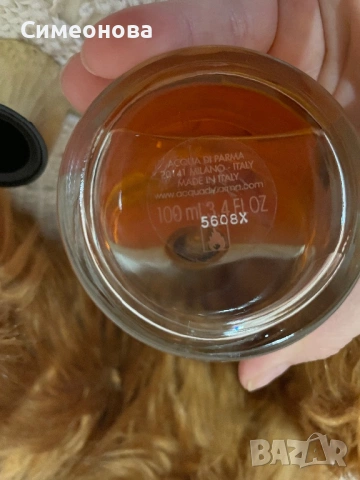 Симеонова
ACQUA DI PARMA
20141 MILANO - ITALY
MADE IN ITALY
www.acquadiparma.com
100 ml 3.4 FL OZ
5608X
BAZAR